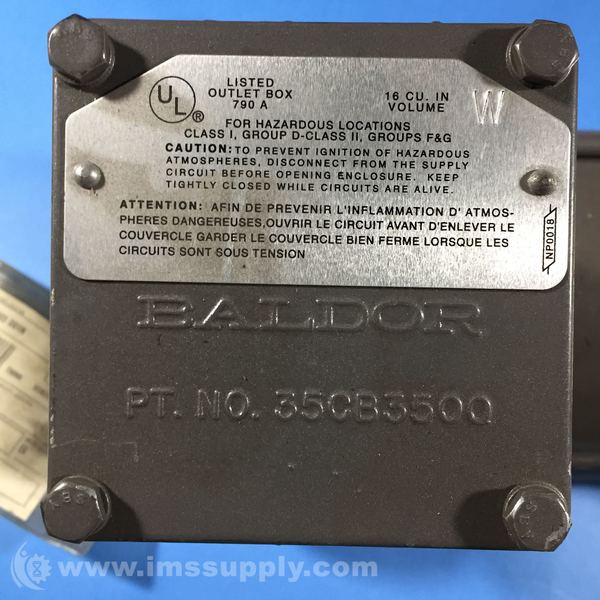 UL ®
LISTED
OUTLET BOX
790 A
16 CU. IN
VOLUME
W
FOR HAZARDOUS LOCATIONS
CLASS I, GROUP D-CLASS II, GROUPS F&G
CAUTION: TO PREVENT IGNITION OF HAZARDOUS
ATMOSPHERES, DISCONNECT FROM THE SUPPLY
CIRCUIT BEFORE OPENING ENCLOSURE. KEEP
TIGHTLY CLOSED WHILE CIRCUITS ARE ALIVE.
ATTENTION: AFIN DE PREVENIR L'INFLAMMATION D' ATMOS-
PHERES DANGEREUSES,OUVRIR LE CIRCUIT AVANT D'ENLEVER LE
COUVERCLE GARDER LE COUVERCLE BIEN FERME LORSQUE LES
CIRCUITS SONT SOUS TENSION
NP0018
BALDOR
PT. NO. 35CB350Q
www.imssupply.com